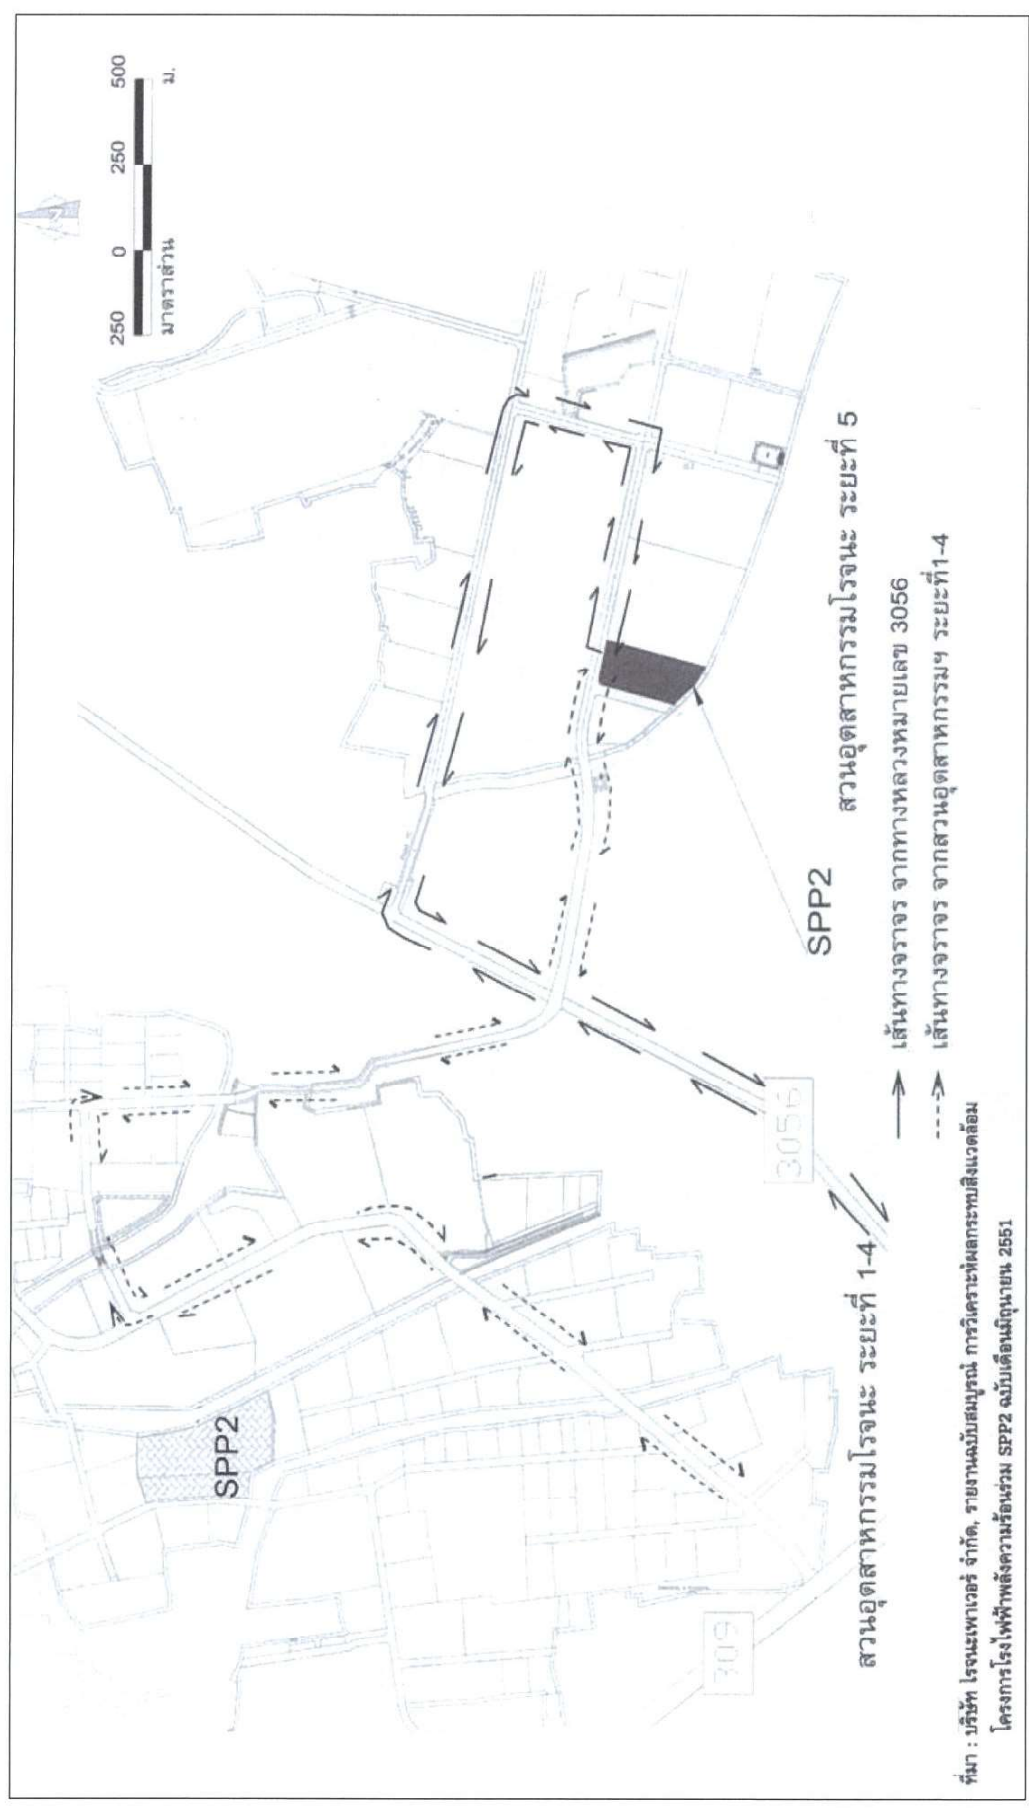 250 0 250 500
มาตราส่วน ม.
N
SPP2
3056
309
SPP2
สวนอุตสาหกรรมโรจนะ ระยะที่ 1-4
สวนอุตสาหกรรมโรจนะ ระยะที่ 5
เส้นทางจราจร จากทางหลวงหมายเลข 3056
เส้นทางจราจร จากสวนอุตสาหกรรมฯ ระยะที่1-4
ที่มา : บริษัท โรจนะเพาเวอร์ จำกัด, รายงานฉบับสมบูรณ์ การวิเคราะห์ผลกระทบสิ่งแวดล้อม
โครงการโรงไฟฟ้าพลังความร้อนร่วม SPP2 ฉบับเดือนมิถุนายน 2551